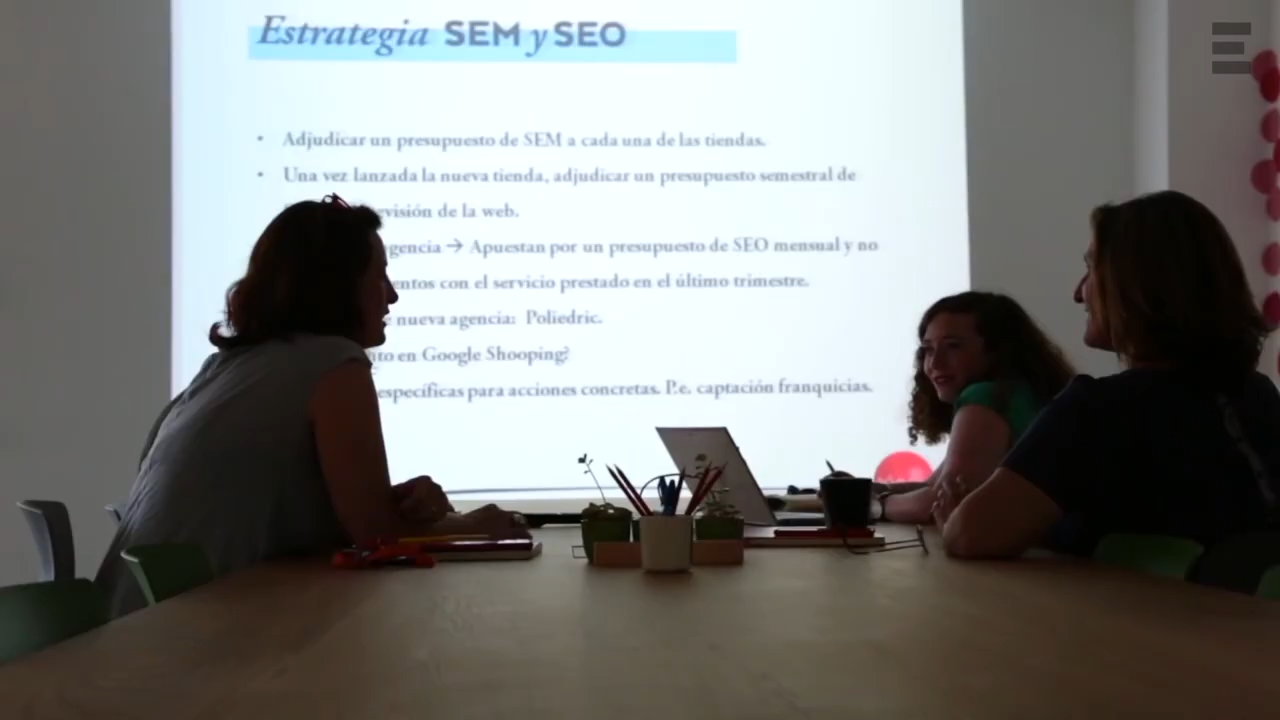 Estrategia SEM y SEO
• Adjudicar un presupuesto de SEM a cada una de las tiendas.
• Una vez lanzada la nueva tienda, adjudicar un presupuesto semestral de
visión de la web.
gencia → Apuestan por un presupuesto de SEO mensual y no
entos con el servicio prestado en el último trimestre.
nueva agencia: Poliedric.
to en Google Shooping?
específicas para acciones concretas. P.e. captación franquicias.
E